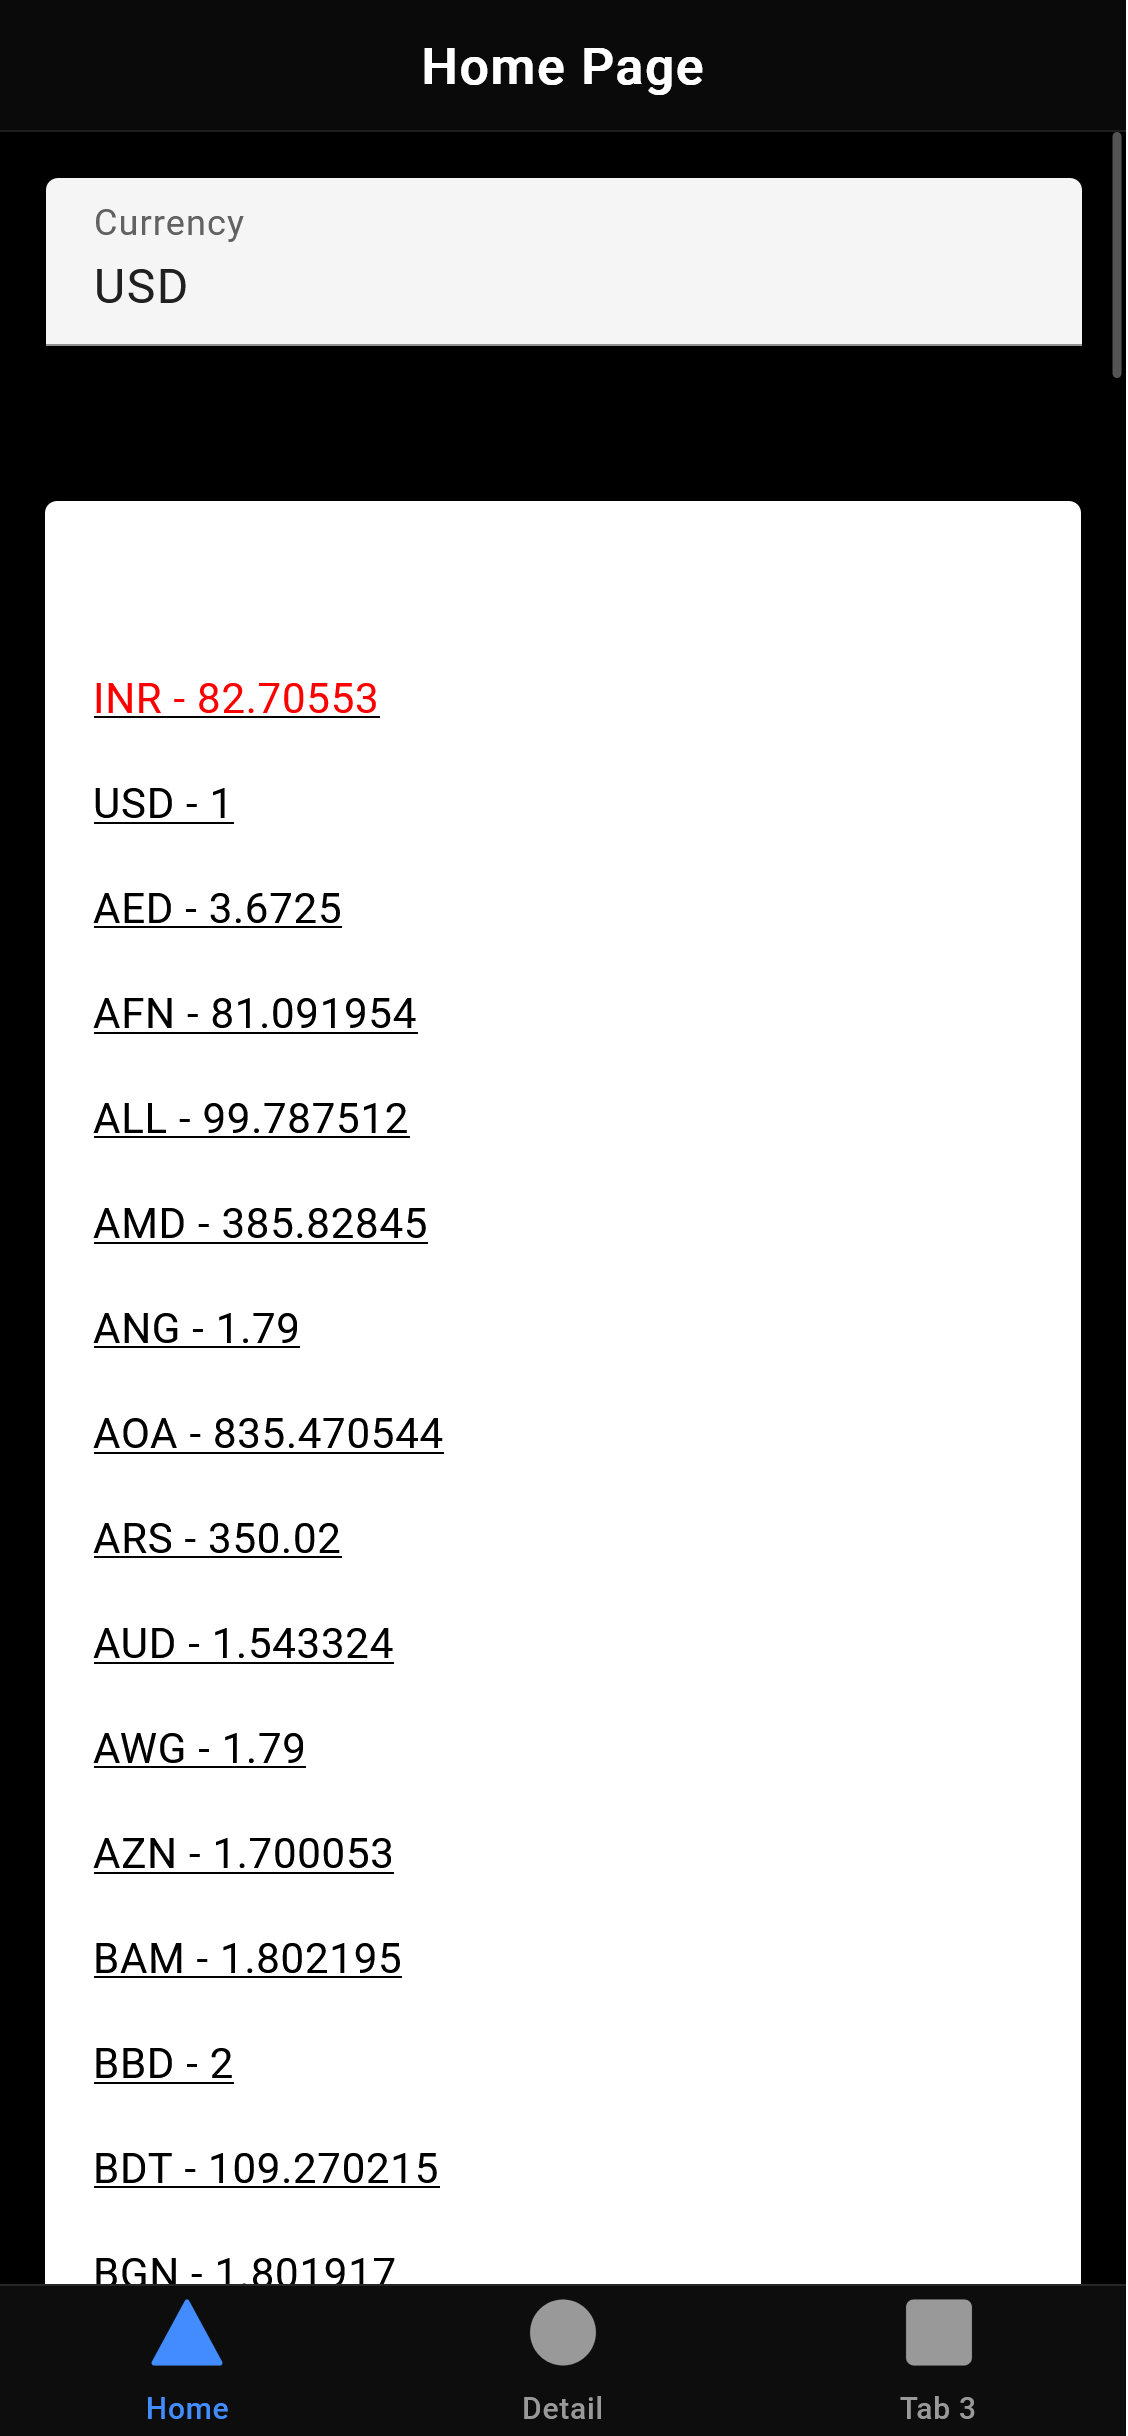 Home Page
Currency
USD
INR - 82.70553
USD - 1
AED - 3.6725
AFN - 81.091954
ALL - 99.787512
AMD - 385.82845
ANG - 1.79
AOA - 835.470544
ARS - 350.02
AUD - 1.543324
AWG - 1.79
AZN - 1.700053
BAM - 1.802195
BBD - 2
BDT - 109.270215
BGN - 1.801917
Home Detail Tab 3